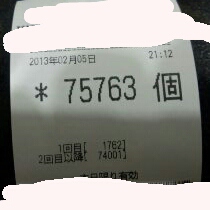 2013年02月05日 21:12
* 75763 個
1回目[ 1762]
2回目以降[ 74001]